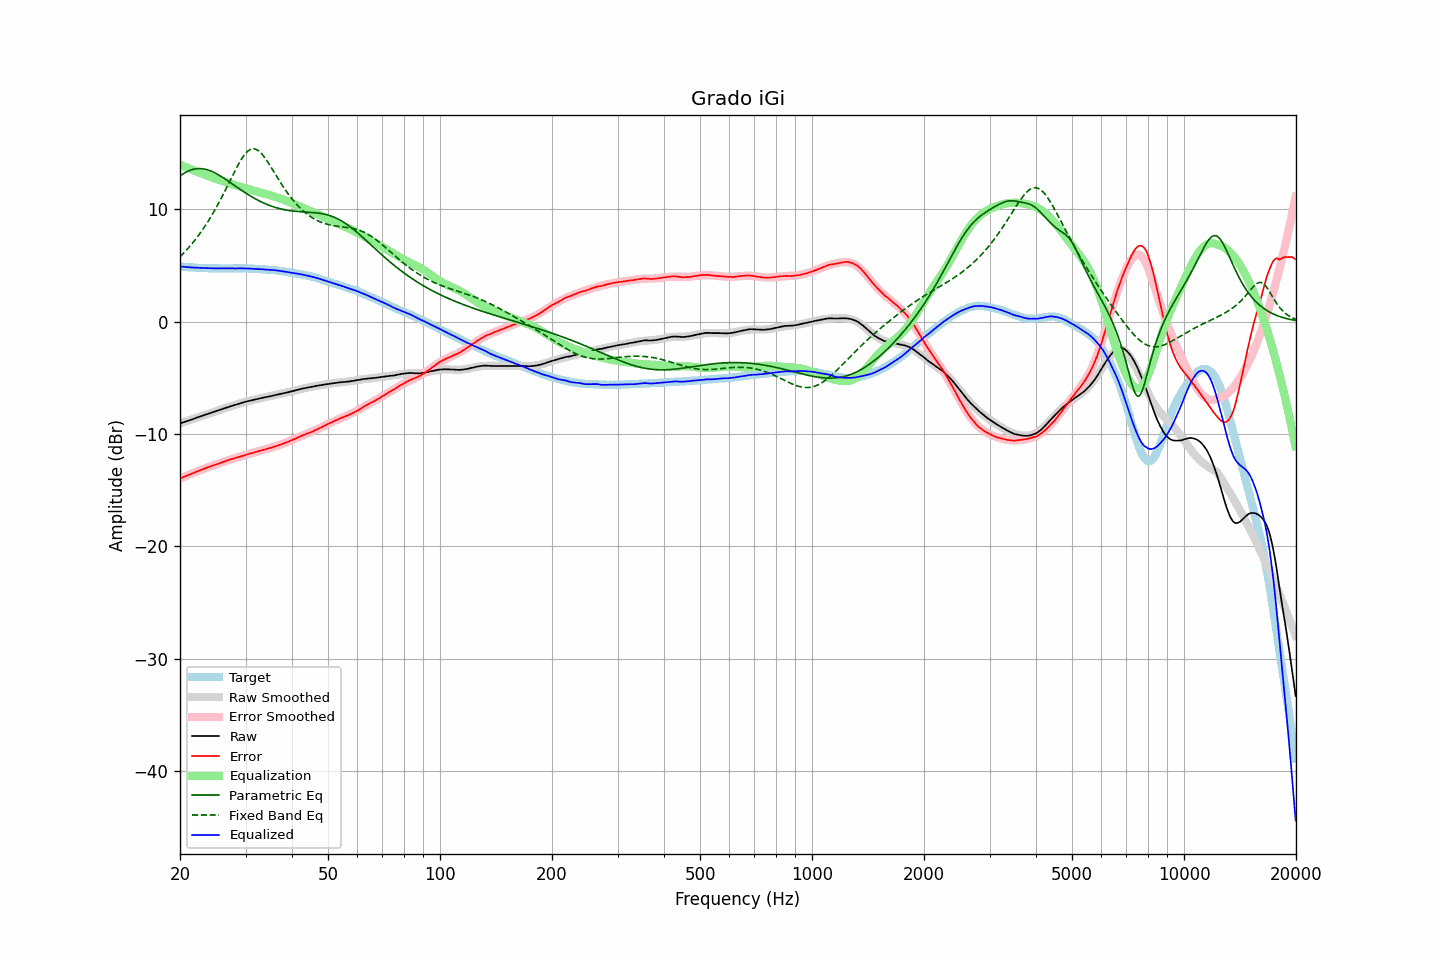 Grado iGi
Amplitude (dBr)
10
0
−10
−20
−30
−40
Target
Raw Smoothed
Error Smoothed
Raw
Error
Equalization
Parametric Eq
Fixed Band Eq
Equalized
20 50 100 200 500 1000 2000 5000 10000 20000
Frequency (Hz)